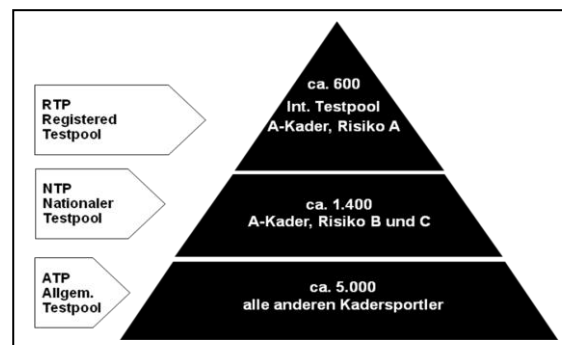 RTP
Registered
Testpool
ca. 600
Int. Testpool
A-Kader, Risiko A
NTP
Nationaler
Testpool
ca. 1.400
A-Kader, Risiko B und C
ATP
Allgem.
Testpool
ca. 5.000
alle anderen Kadersportler